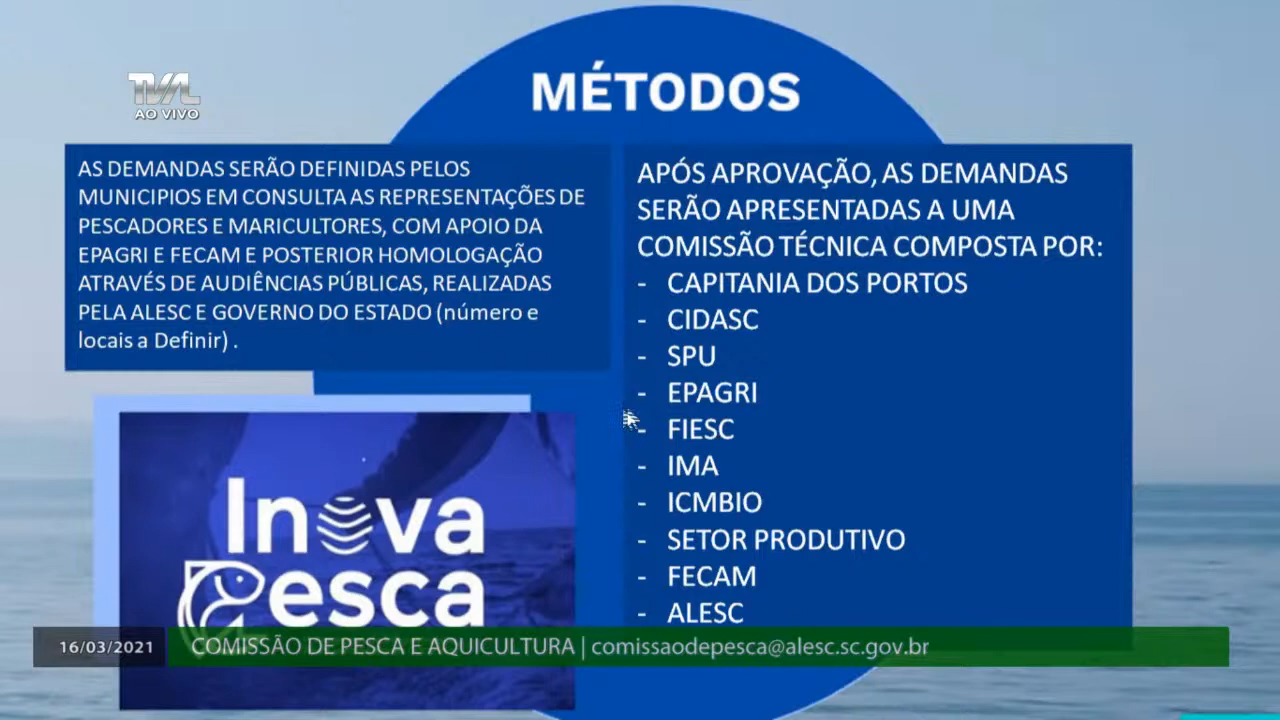 TVAL
AO VIVO
MÉTODOS
AS DEMANDAS SERÃO DEFINIDAS PELOS
MUNICIPIOS EM CONSULTA AS REPRESENTAÇÕES DE
PESCADORES E MARICULTORES, COM APOIO DA
EPAGRI E FECAM E POSTERIOR HOMOLOGAÇÃO
ATRAVÉS DE AUDIÊNCIAS PÚBLICAS, REALIZADAS
PELA ALESC E GOVERNO DO ESTADO (número e
locais a Definir) .
APÓS APROVAÇÃO, AS DEMANDAS
SERÃO APRESENTADAS A UMA
COMISSÃO TÉCNICA COMPOSTA POR:
- CAPITANIA DOS PORTOS
- CIDASC
- SPU
- EPAGRI
- FIESC
- IMA
- ICMBIO
- SETOR PRODUTIVO
- FECAM
- ALESC
Inova
Pesca
16/03/2021
COMISSÃO DE PESCA E AQUICULTURA | comissaodepesca@alesc.sc.gov.br